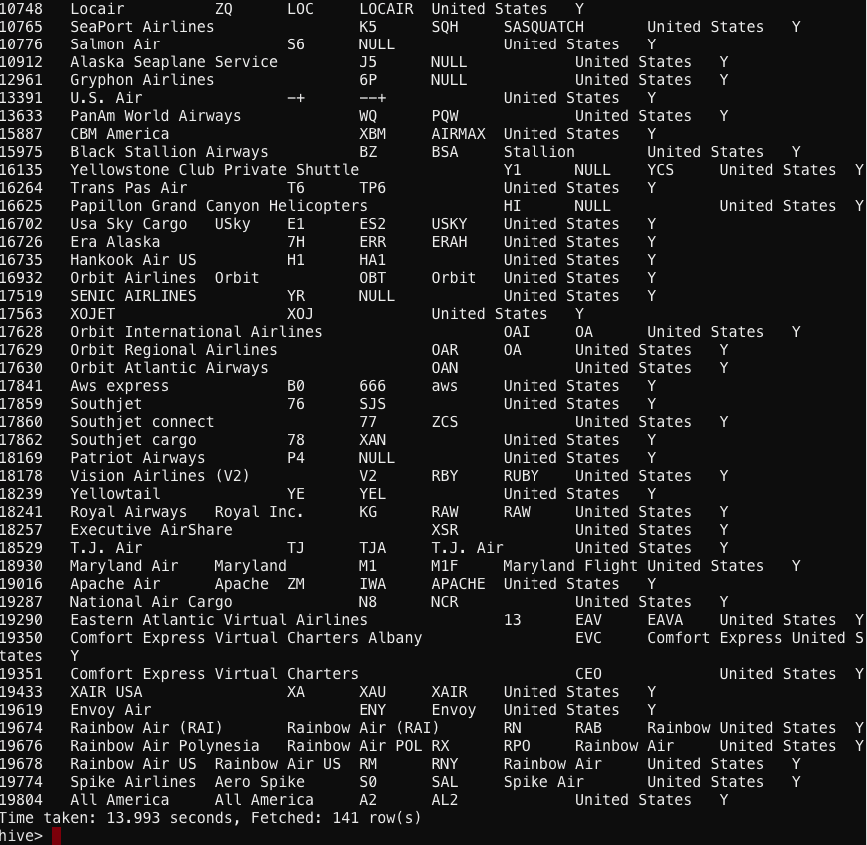 10748 Locair ZQ LOC LOCAIR United States Y
10765 SeaPort Airlines K5 SQH SASQUATCH United States Y
10776 Salmon Air S6 NULL United States Y
10912 Alaska Seaplane Service J5 NULL United States Y
12961 Gryphon Airlines 6P NULL United States Y
13391 U.S. Air -+ --+ United States Y
13633 PanAm World Airways WQ PQW United States Y
15887 CBM America XBM AIRMAX United States Y
15975 Black Stallion Airways BZ BSA Stallion United States Y
16135 Yellowstone Club Private Shuttle Y1 NULL YCS United States Y
16264 Trans Pas Air T6 TP6 United States Y
16625 Papillon Grand Canyon Helicopters HI NULL United States Y
16702 Usa Sky Cargo USky E1 ES2 USKY United States Y
16726 Era Alaska 7H ERR ERAH United States Y
16735 Hankook Air US H1 HA1 United States Y
16932 Orbit Airlines Orbit OBT Orbit United States Y
17519 SENIC AIRLINES YR NULL United States Y
17563 XOJET XOJ United States Y
17628 Orbit International Airlines OAI OA United States Y
17629 Orbit Regional Airlines OAR OA United States Y
17630 Orbit Atlantic Airways OAN United States Y
17841 Aws express B0 666 aws United States Y
17859 Southjet 76 SJS United States Y
17860 Southjet connect 77 ZCS United States Y
17862 Southjet cargo 78 XAN United States Y
18169 Patriot Airways P4 NULL United States Y
18178 Vision Airlines (V2) V2 RBY RUBY United States Y
18239 Yellowtail YE YEL United States Y
18241 Royal Airways Royal Inc. KG RAW RAW United States Y
18257 Executive AirShare XSR United States Y
18529 T.J. Air TJ TJA T.J. Air United States Y
18930 Maryland Air Maryland M1 M1F Maryland Flight United States Y
19016 Apache Air Apache ZM IWA APACHE United States Y
19287 National Air Cargo N8 NCR United States Y
19290 Eastern Atlantic Virtual Airlines 13 EAV EAVA United States Y
19350 Comfort Express Virtual Charters Albany EVC Comfort Express United S
tates Y
19351 Comfort Express Virtual Charters CEO United States Y
19433 XAIR USA XA XAU XAIR United States Y
19619 Envoy Air ENY Envoy United States Y
19674 Rainbow Air (RAI) Rainbow Air (RAI) RN RAB Rainbow United States Y
19676 Rainbow Air Polynesia Rainbow Air POL RX RPO Rainbow Air United States Y
19678 Rainbow Air US Rainbow Air US RM RNY Rainbow Air United States Y
19774 Spike Airlines Aero Spike S0 SAL Spike Air United States Y
19804 All America All America A2 AL2 United States Y
Time taken: 13.993 seconds, Fetched: 141 row(s)
hive>